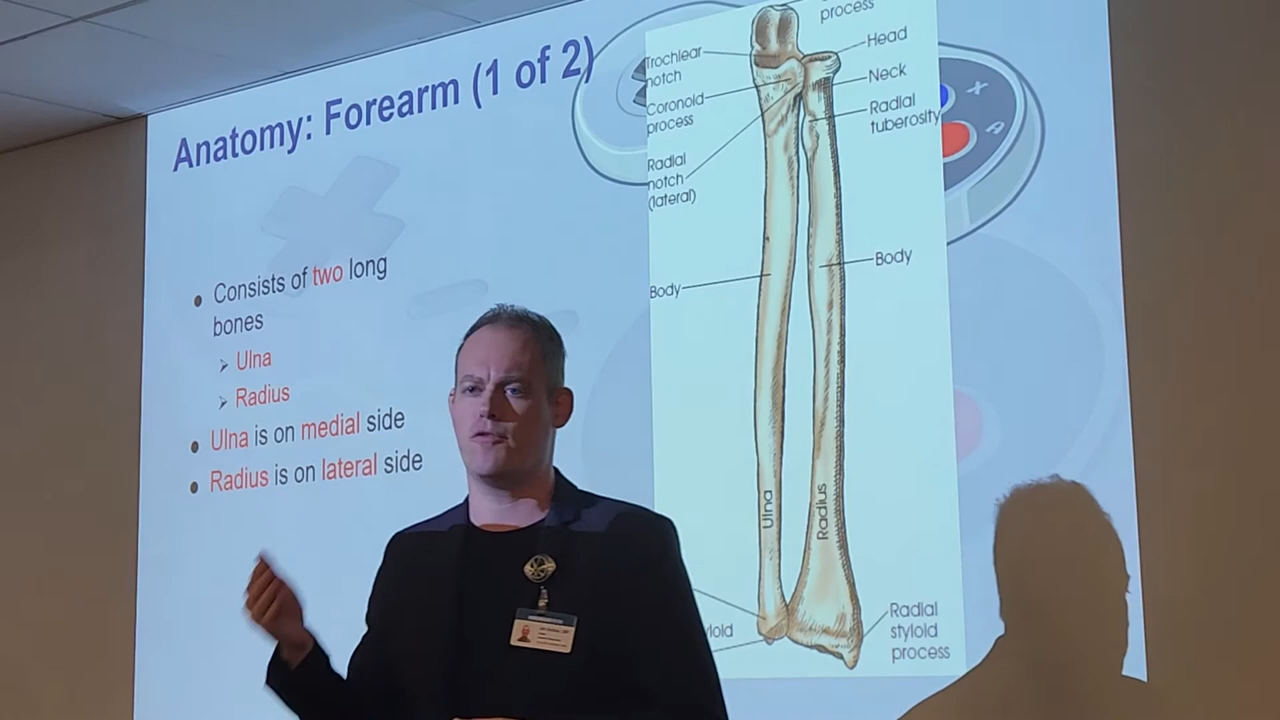 Anatomy: Forearm (1 of 2)
Consists of two long
bones
Ulna
Radius
Ulna is on medial side
Radius is on lateral side
process
Trochlear
notch
Head
Coronoid
process
Neck
Radial
tuberosity
Radial
notch
(lateral)
Body
Body
Ulna
Radius
yloid
Radial
styloid
process
X
A